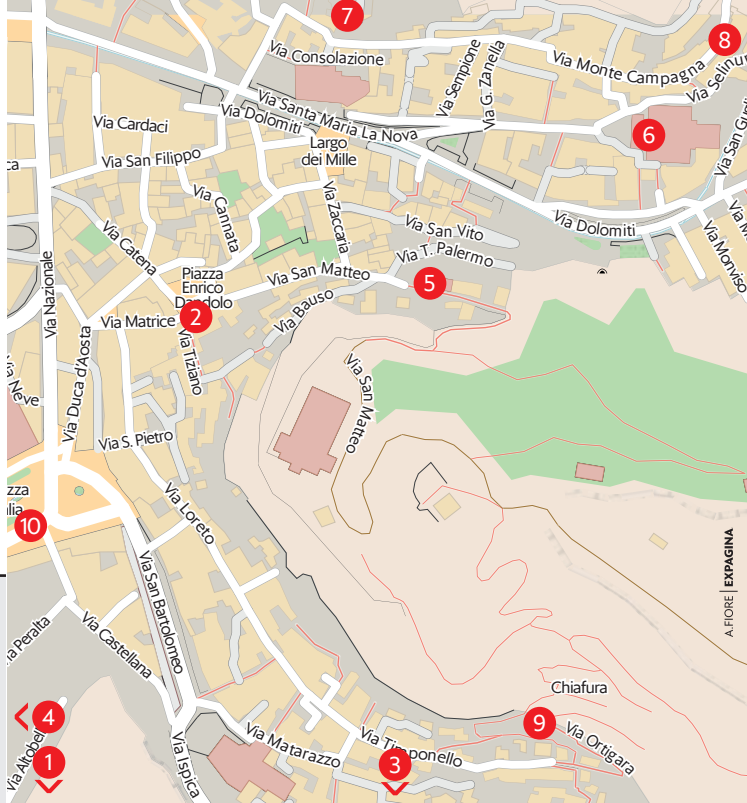 7
8
Via Consolazione
Via Sempione
Via G. Zanella
Via Monte Campagna
Via Cardaci
Via Santa Maria La Nova
Via Dolomiti
Largo
dei Mille
6
Via San Filippo
Via Cannata
Via Zaccaria
Via San Vito
Via T. Palermo
Via Dolomiti
Via Monviso
Via Catena
Via Nazionale
Piazza
Enrico
Dandolo
Via San Matteo
5
Via Matrice
2
Via Bauso
Via Tiziano
Via Duca d'Aosta
Via Neve
Via San Matteo
Via S. Pietro
10
Via Loreto
Via San Bartolomeo
A. FIORE | EXPAGINA
Via Castellana
Peralta
Chiafura
4
9
Via Ortigara
1
Via Ispica
Via Matarazzo
Via Timponello
3